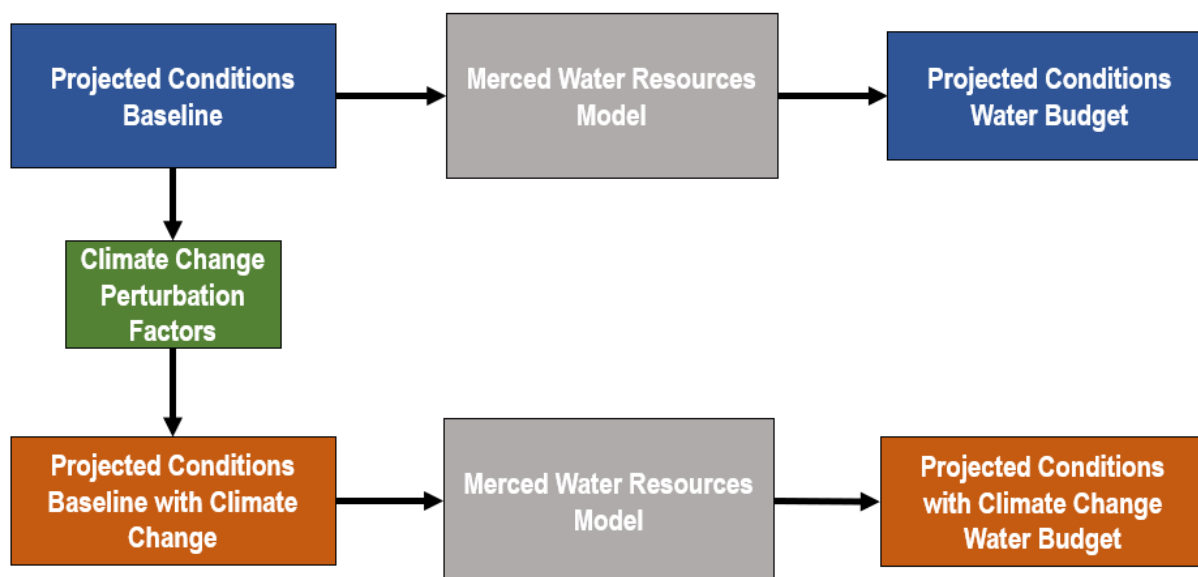 Projected Conditions
Baseline
Merced Water Resources
Model
Projected Conditions
Water Budget
Climate Change
Perturbation
Factors
Projected Conditions
Baseline with Climate
Change
Merced Water Resources
Model
Projected Conditions
with Climate Change
Water Budget